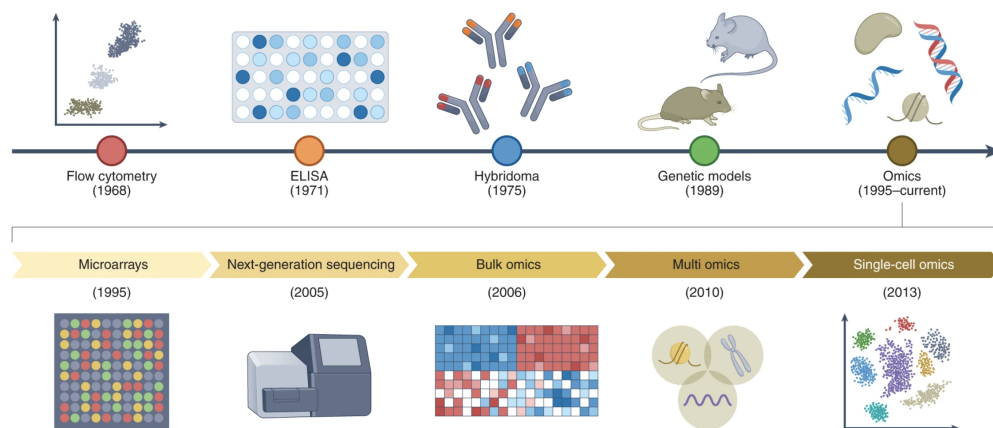 Flow cytometry
(1968)
ELISA
(1971)
Hybridoma
(1975)
Genetic models
(1989)
Omics
(1995–current)
Microarrays
Next-generation sequencing
Bulk omics
Multi omics
Single-cell omics
(1995)
(2005)
(2006)
(2010)
(2013)